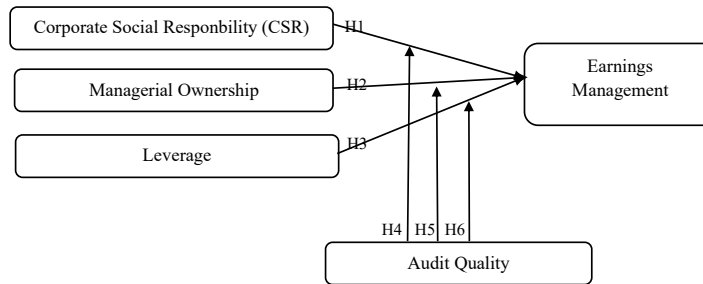 Corporate Social Responbility (CSR)
H1
Earnings
Management
Managerial Ownership
H2
Leverage
H3
H4 H5 H6
Audit Quality